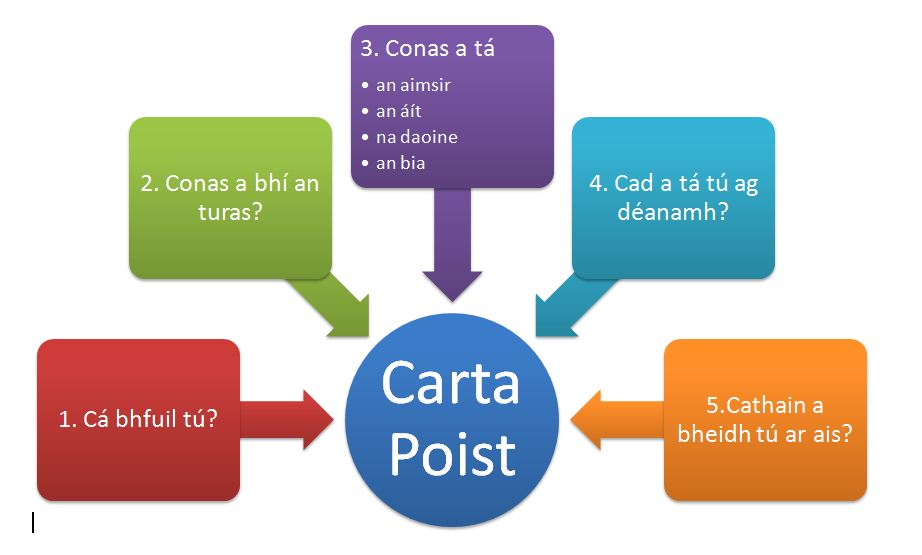 3. Conas a tá
• an aimsir
• an áít
• na daoine
• an bia
2. Conas a bhí an
turas?
4. Cad a tá tú ag
déanamh?
1. Cá bhfuil tú?
Carta
Poist
5.Cathain a
bheidh tú ar ais?